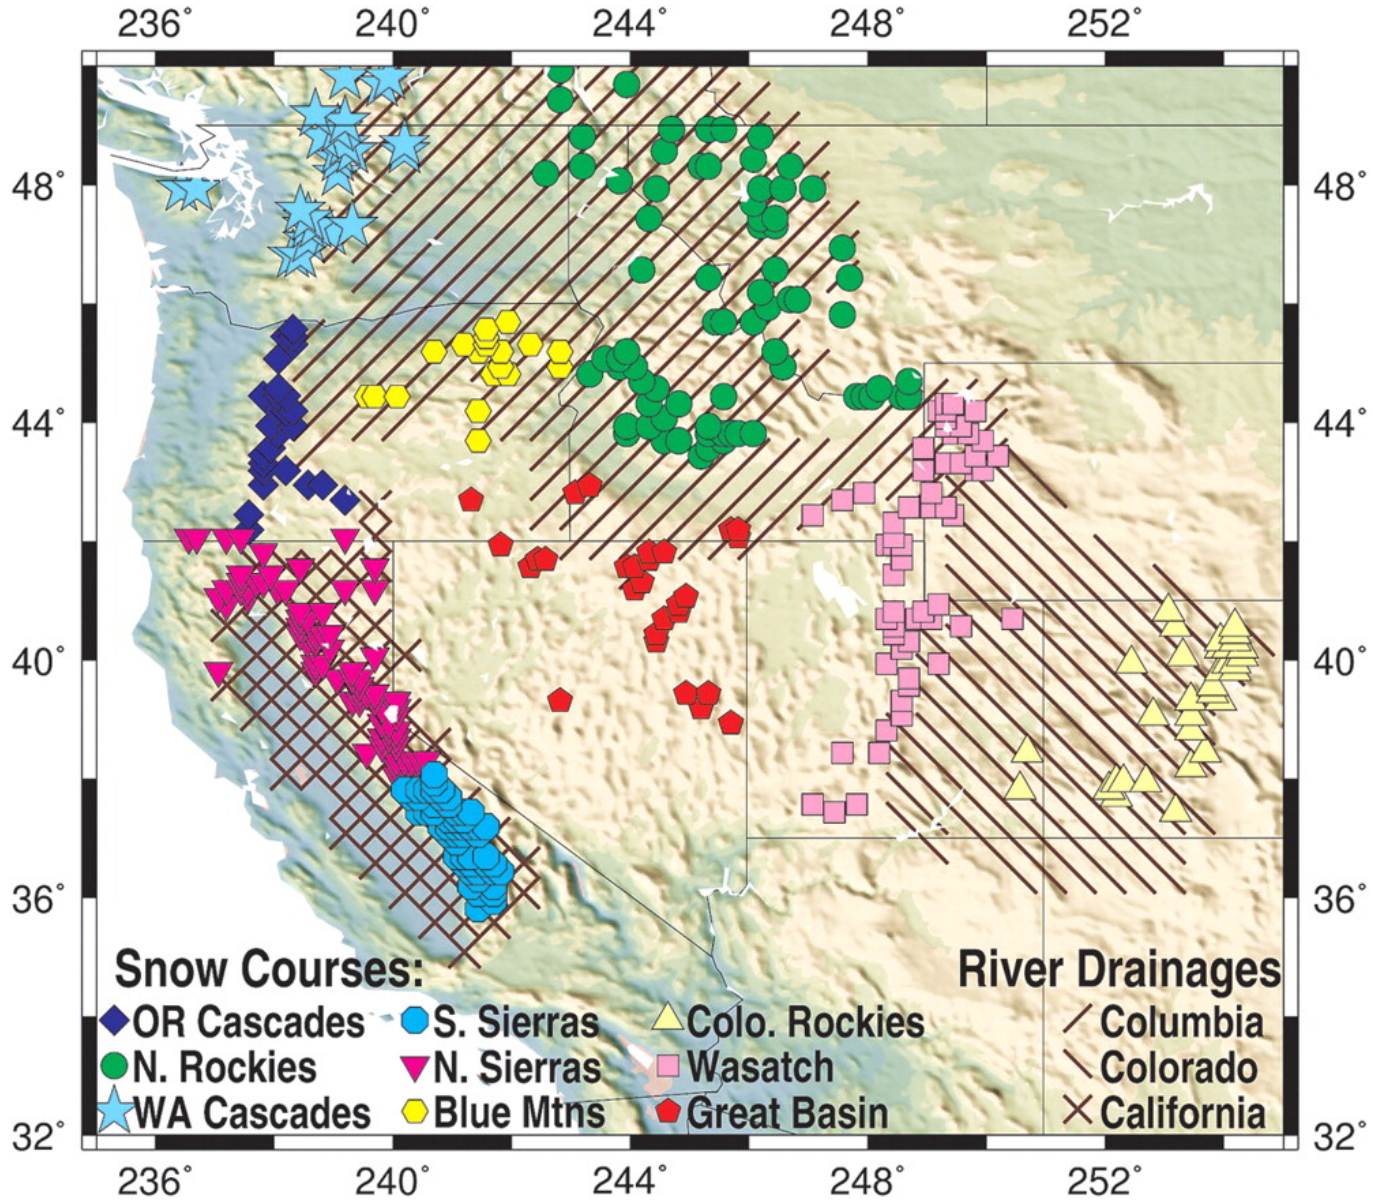 236° 240° 244° 248° 252°
48° 48°
44° 44°
40° 40°
36° 36°
Snow Courses: River Drainages
OR Cascades S. Sierras Colo. Rockies Columbia
N. Rockies N. Sierras Wasatch Colorado
WA Cascades Blue Mtns Great Basin California
32° 32°
236° 240° 244° 248° 252°